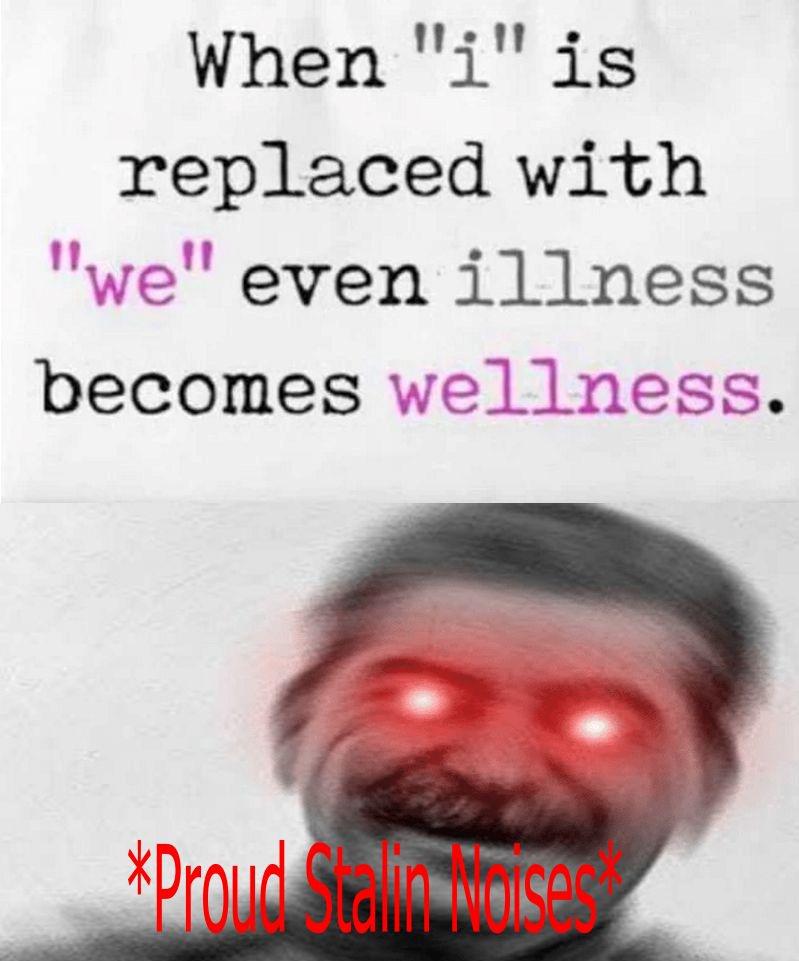 When "i" is
replaced with
"we" even illness
becomes wellness.
*Proud Stalin Noises*